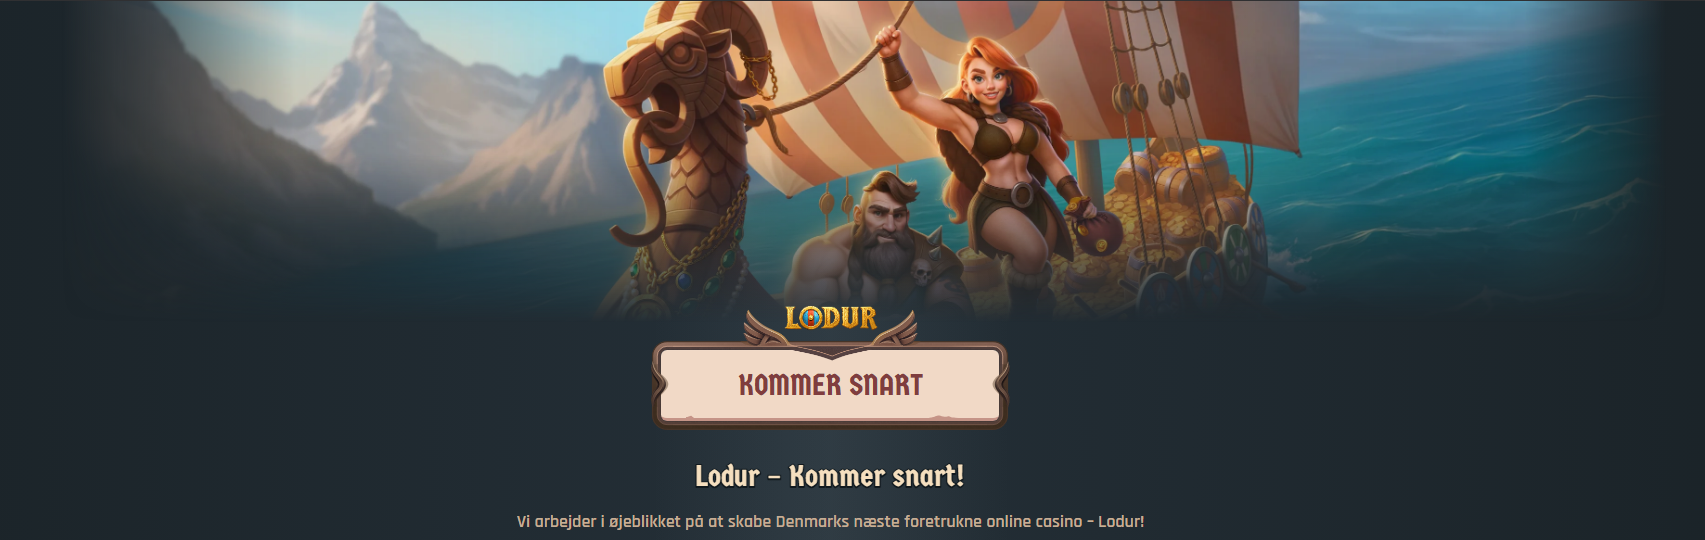 LODUR
KOMMER SNART
Lodur – Kommer snart!
Vi arbejder i øjeblikket på at skabe Denmarks næste foretrukne online casino – Lodur!